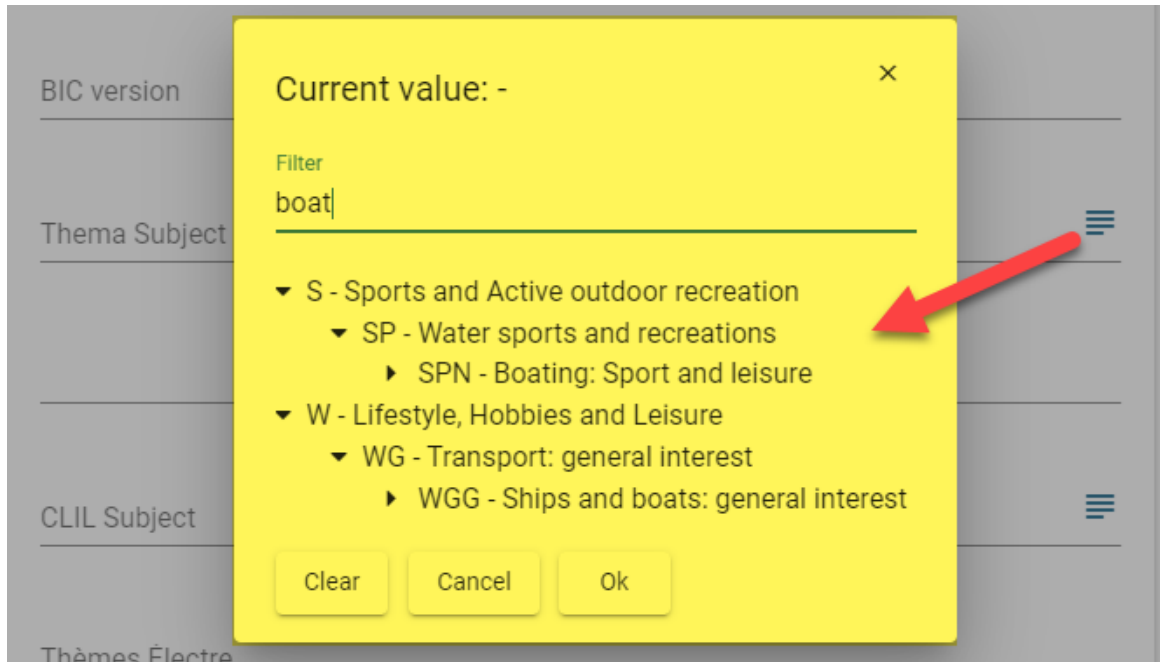 BIC version
Current value: -
Filter
boat
Thema Subject
S - Sports and Active outdoor recreation
SP - Water sports and recreations
SPN - Boating: Sport and leisure
W - Lifestyle, Hobbies and Leisure
WG - Transport: general interest
WGG - Ships and boats: general interest
CLIL Subject
Clear Cancel Ok
Thèmes Électre